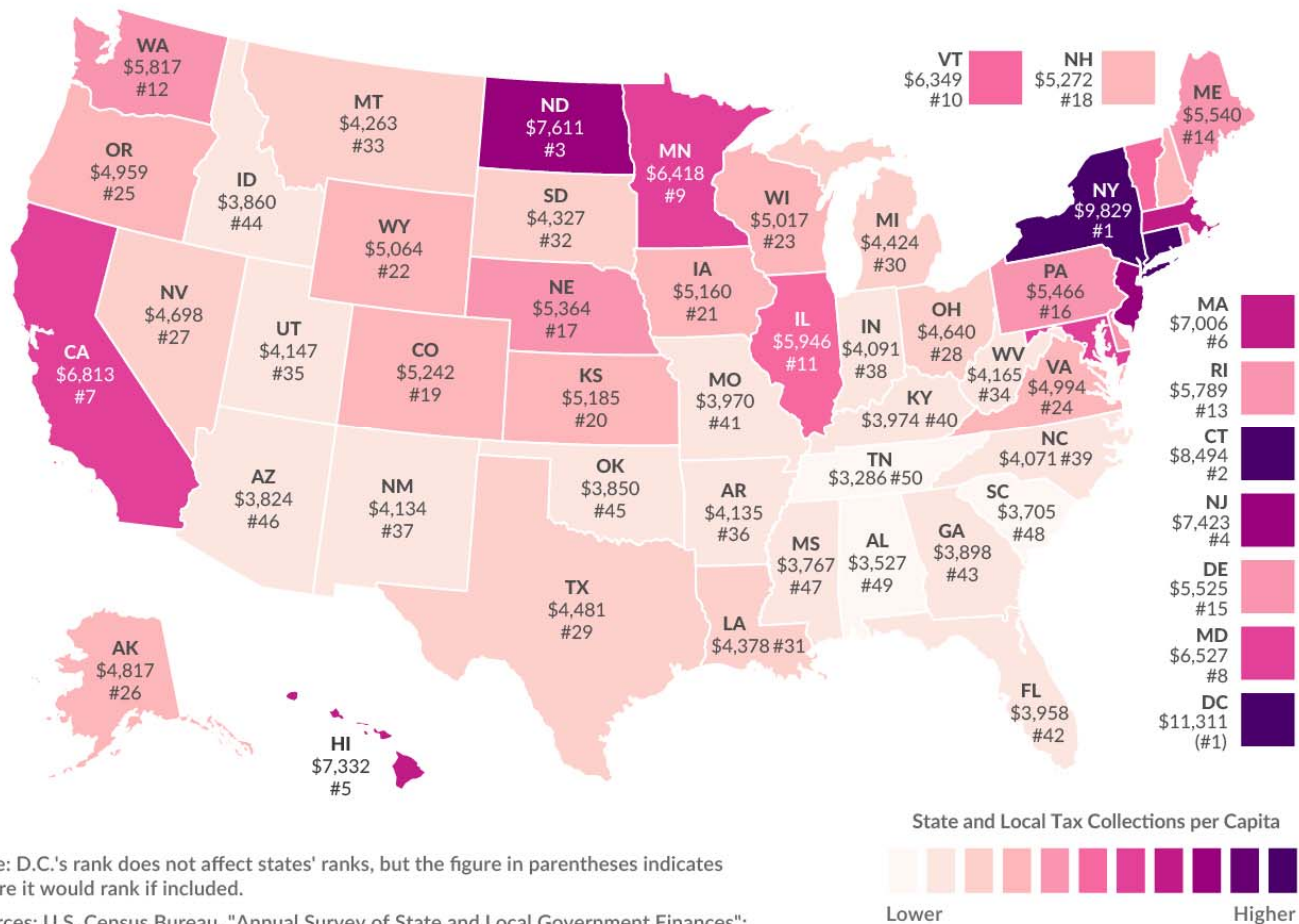 WA
$5,817
#12
OR
$4,959
#25
CA
$6,813
#7
NV
$4,698
#27
ID
$3,860
#44
MT
$4,263
#33
WY
$5,064
#22
UT
$4,147
#35
CO
$5,242
#19
AZ
$3,824
#46
NM
$4,134
#37
ND
$7,611
#3
SD
$4,327
#32
NE
$5,364
#17
KS
$5,185
#20
OK
$3,850
#45
TX
$4,481
#29
MN
$6,418
#9
IA
$5,160
#21
MO
$3,970
#41
AR
$4,135
#36
LA
$4,378 #31
WI
$5,017
#23
IL
$5,946
#11
MI
$4,424
#30
IN
$4,091
#38
OH
$4,640
#28
KY
$3,974 #40
TN
$3,286 #50
MS
$3,767
#47
AL
$3,527
#49
GA
$3,898
#43
FL
$3,958
#42
SC
$3,705
#48
NC
$4,071 #39
VA
$4,994
#24
WV
$4,165
#34
PA
$5,466
#16
NY
$9,829
#1
VT
$6,349
#10
NH
$5,272
#18
ME
$5,540
#14
MA
$7,006
#6
RI
$5,789
#13
CT
$8,494
#2
NJ
$7,423
#4
DE
$5,525
#15
MD
$6,527
#8
DC
$11,311
(#1)
AK
$4,817
#26
HI
$7,332
#5
State and Local Tax Collections per Capita
Lower Higher
e: D.C.'s rank does not affect states' ranks, but the figure in parentheses indicates
re it would rank if included.
rces: U.S. Census Bureau, "Annual Survey of State and Local Government Finances";